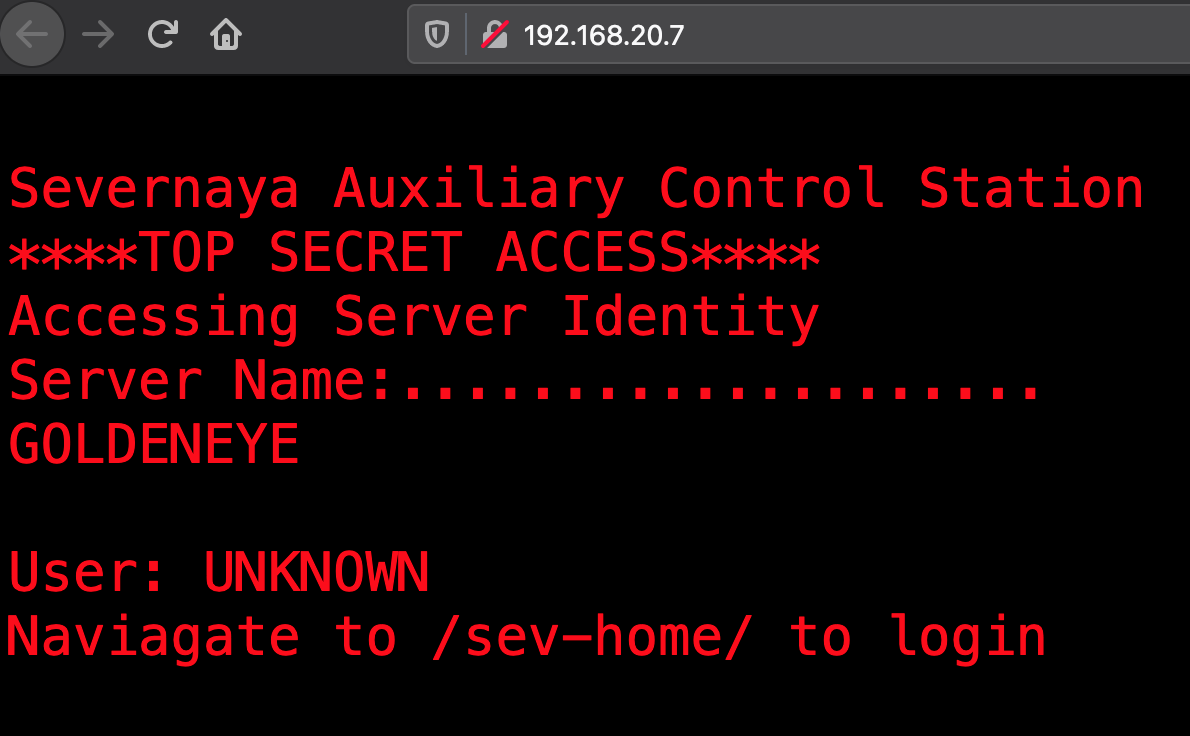 192.168.20.7
Severnaya Auxiliary Control Station
****TOP SECRET ACCESS****
Accessing Server Identity
Server Name:....................
GOLDENEYE
User: UNKNOWN
Naviagate to /sev-home/ to login